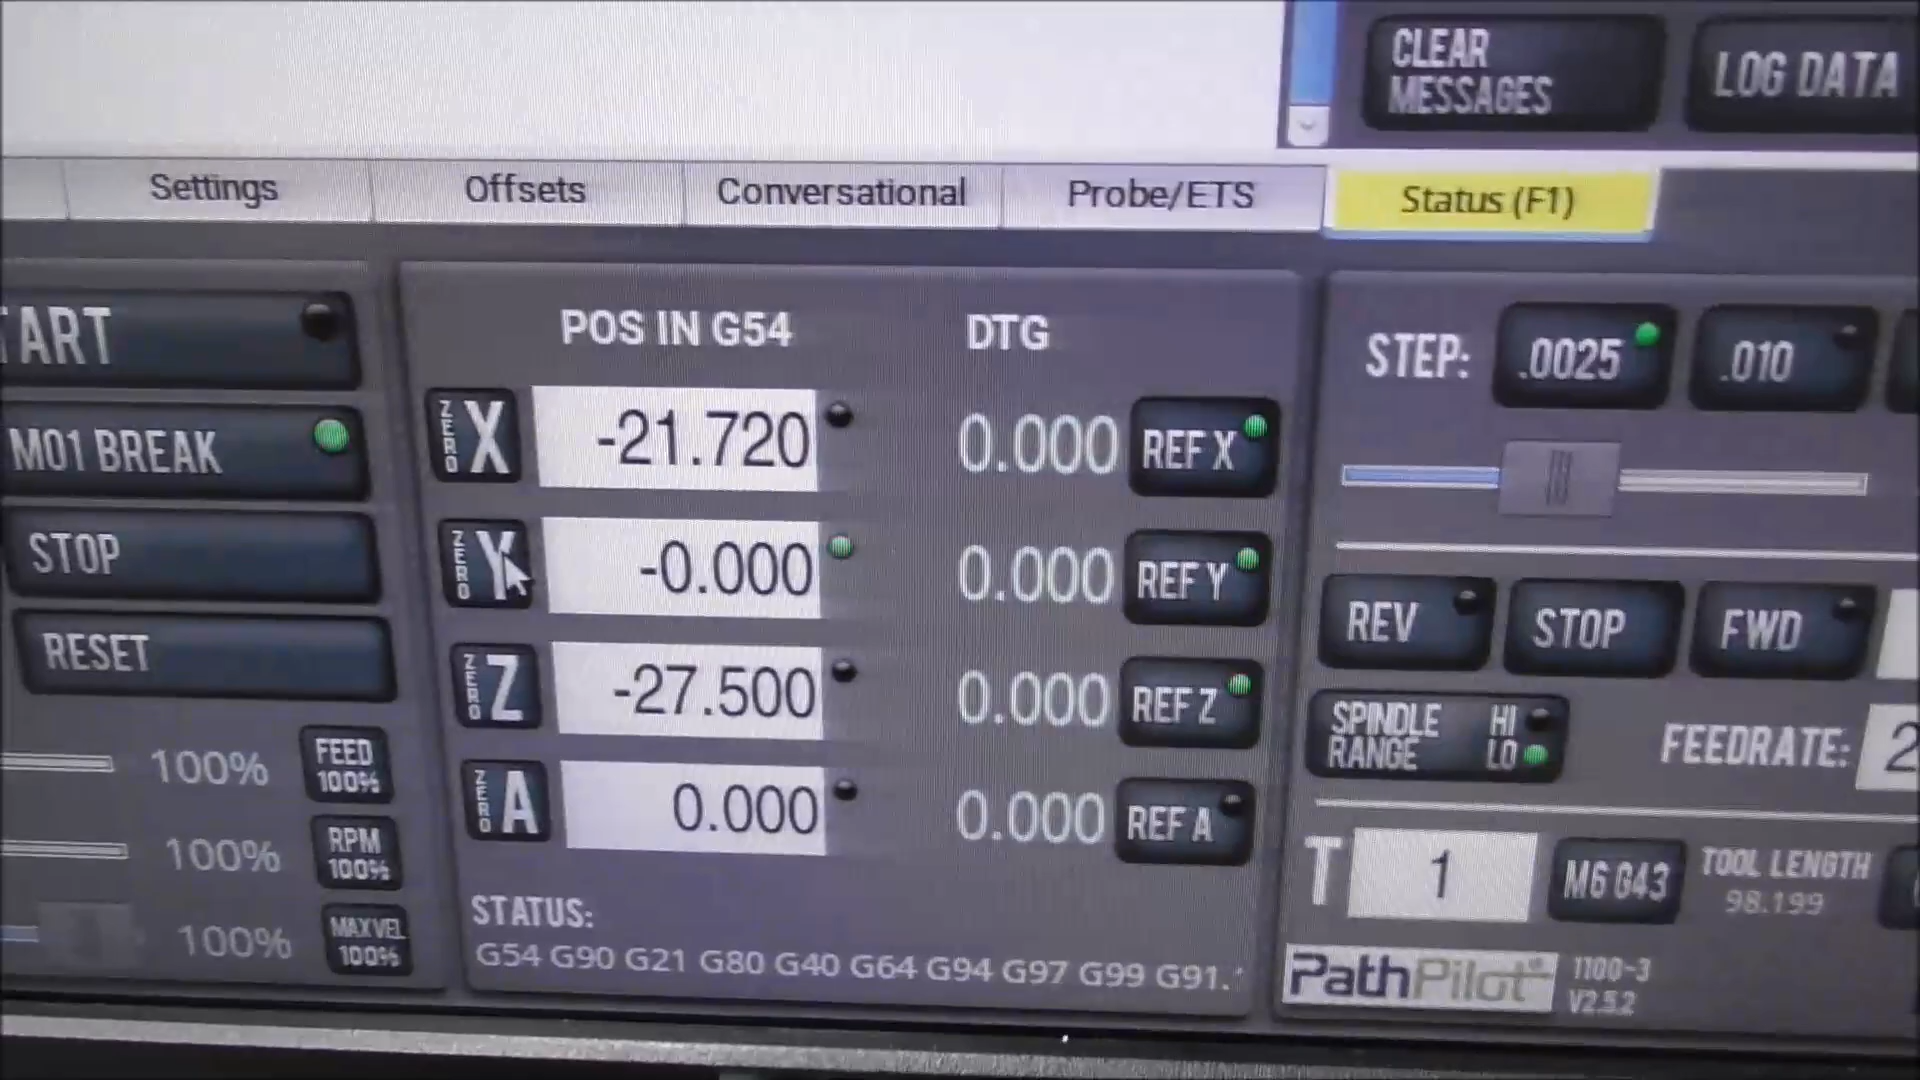 CLEAR
MESSAGES
LOG DATA
Settings
Offsets
Conversational
Probe/ETS
Status (F1)
TART
M01 BREAK
STOP
RESET
100%
FEED
100%
100%
RPM
100%
100%
MAXVEL
100%
POS IN G54
DTG
ZERO X
-21.720
0.000
REF X
ZERO Y
-0.000
0.000
REF Y
ZERO Z
-27.500
0.000
REF Z
ZERO A
0.000
0.000
REF A
STATUS:
G54 G90 G21 G80 G40 G64 G94 G97 G99 G91.
STEP:
.0025
.010
REV
STOP
FWD
SPINDLE
RANGE
HI
LO
FEEDRATE:
2
T
1
M6 G43
TOOL LENGTH
98.199
PathPilot
1100-3
V2.5.2